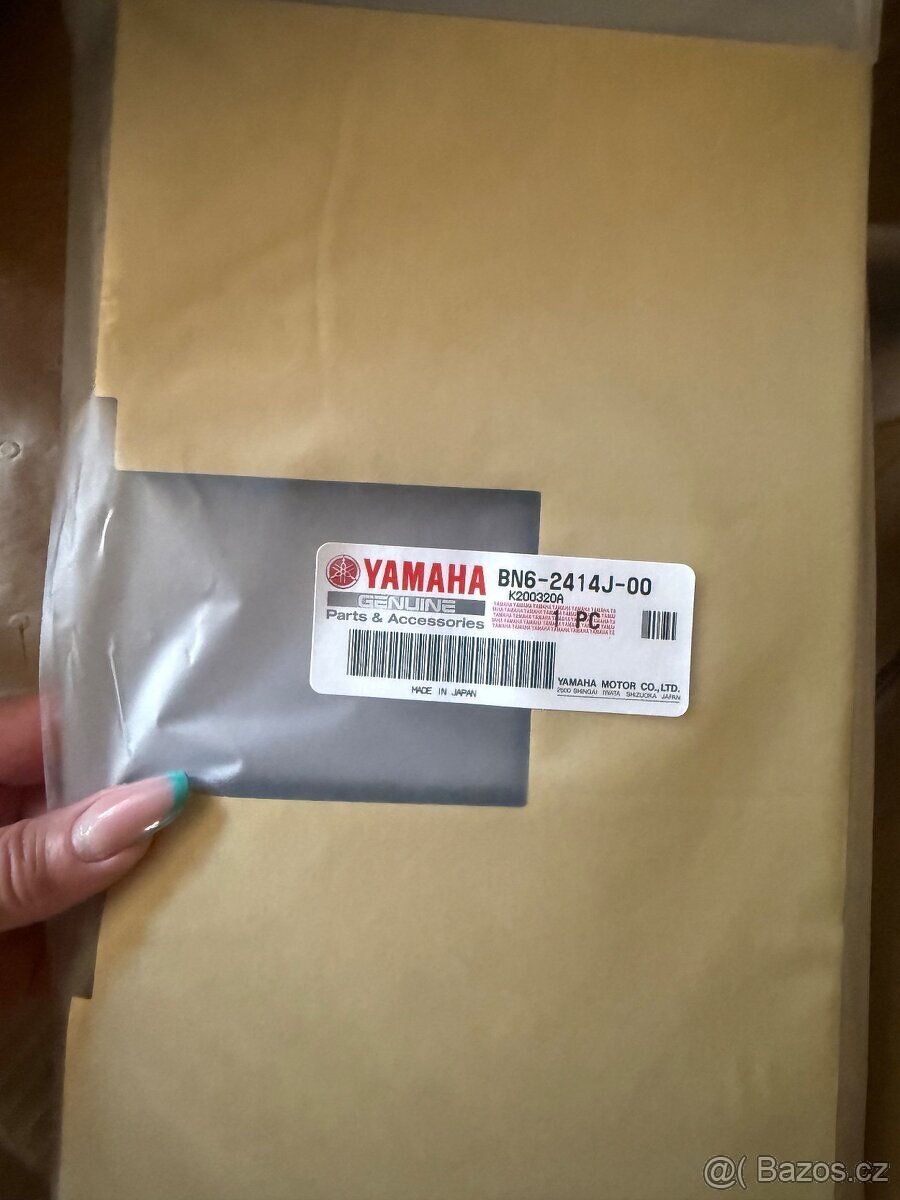 YAMAHA BN6-2414J-00
K200320A
GENUINE
Parts & Accessories
1 PC
MADE IN JAPAN
YAMAHA MOTOR CO.,LTD.
2500 SHINGAI IWATA SHIZUOKA JAPAN
@( Bazos.cz